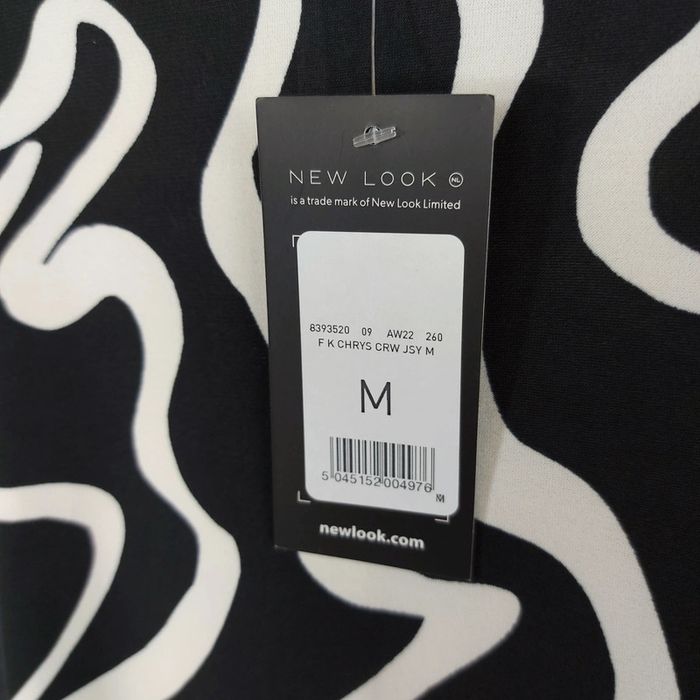 NEW LOOK NL
is a trade mark of New Look Limited
8393520 09 AW22 260
F K CHRYS CRW JSY M
M
5 045152 004976
M
newlook.com